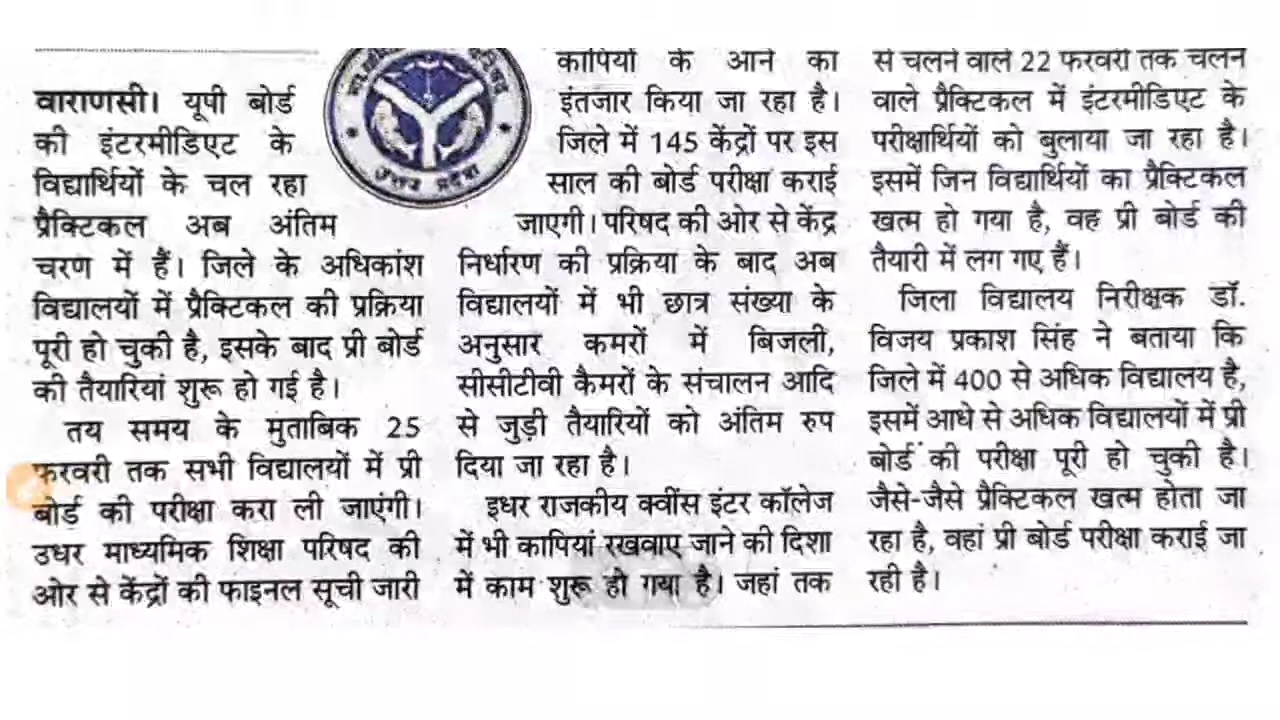 वाराणसी। यूपी बोर्ड
की इंटरमीडिएट के
विद्यार्थियों के चल रहा
प्रैक्टिकल अब अंतिम
चरण में हैं। जिले के अधिकांश
विद्यालयों में प्रैक्टिकल की प्रक्रिया
पूरी हो चुकी है, इसके बाद प्री बोर्ड
की तैयारियां शुरू हो गई है।
तय समय के मुताबिक 25
फरवरी तक सभी विद्यालयों में प्री
बोर्ड की परीक्षा करा ली जाएंगी।
उधर माध्यमिक शिक्षा परिषद की
ओर से केंद्रों की फाइनल सूची जारी
उत्तर प्रदेश
कापियों के आने का
इंतजार किया जा रहा है।
जिले में 145 केंद्रों पर इस
साल की बोर्ड परीक्षा कराई
जाएगी। परिषद की ओर से केंद्र
निर्धारण की प्रक्रिया के बाद अब
विद्यालयों में भी छात्र संख्या के
अनुसार कमरों में बिजली,
सीसीटीवी कैमरों के संचालन आदि
से जुड़ी तैयारियों को अंतिम रुप
दिया जा रहा है।
इधर राजकीय क्वींस इंटर कॉलेज
में भी कापियां रखवाए जाने की दिशा
में काम शुरू हो गया है। जहां तक
से चलने वाले 22 फरवरी तक चलने
वाले प्रैक्टिकल में इंटरमीडिएट के
परीक्षार्थियों को बुलाया जा रहा है।
इसमें जिन विद्यार्थियों का प्रैक्टिकल
खत्म हो गया है, वह प्री बोर्ड की
तैयारी में लग गए हैं।
जिला विद्यालय निरीक्षक डॉ.
विजय प्रकाश सिंह ने बताया कि
जिले में 400 से अधिक विद्यालय है,
इसमें आधे से अधिक विद्यालयों में प्री
बोर्ड की परीक्षा पूरी हो चुकी है।
जैसे-जैसे प्रैक्टिकल खत्म होता जा
रहा है, वहां प्री बोर्ड परीक्षा कराई जा
रही है।